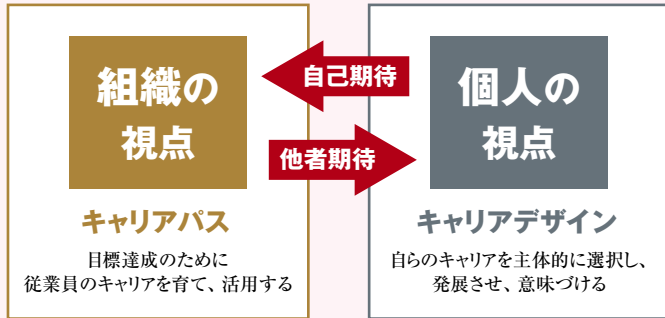 組織の
視点
キャリアパス
目標達成のために
従業員のキャリアを育て、活用する
自己期待
他者期待
個人の
視点
キャリアデザイン
自らのキャリアを主体的に選択し、
発展させ、意味づける